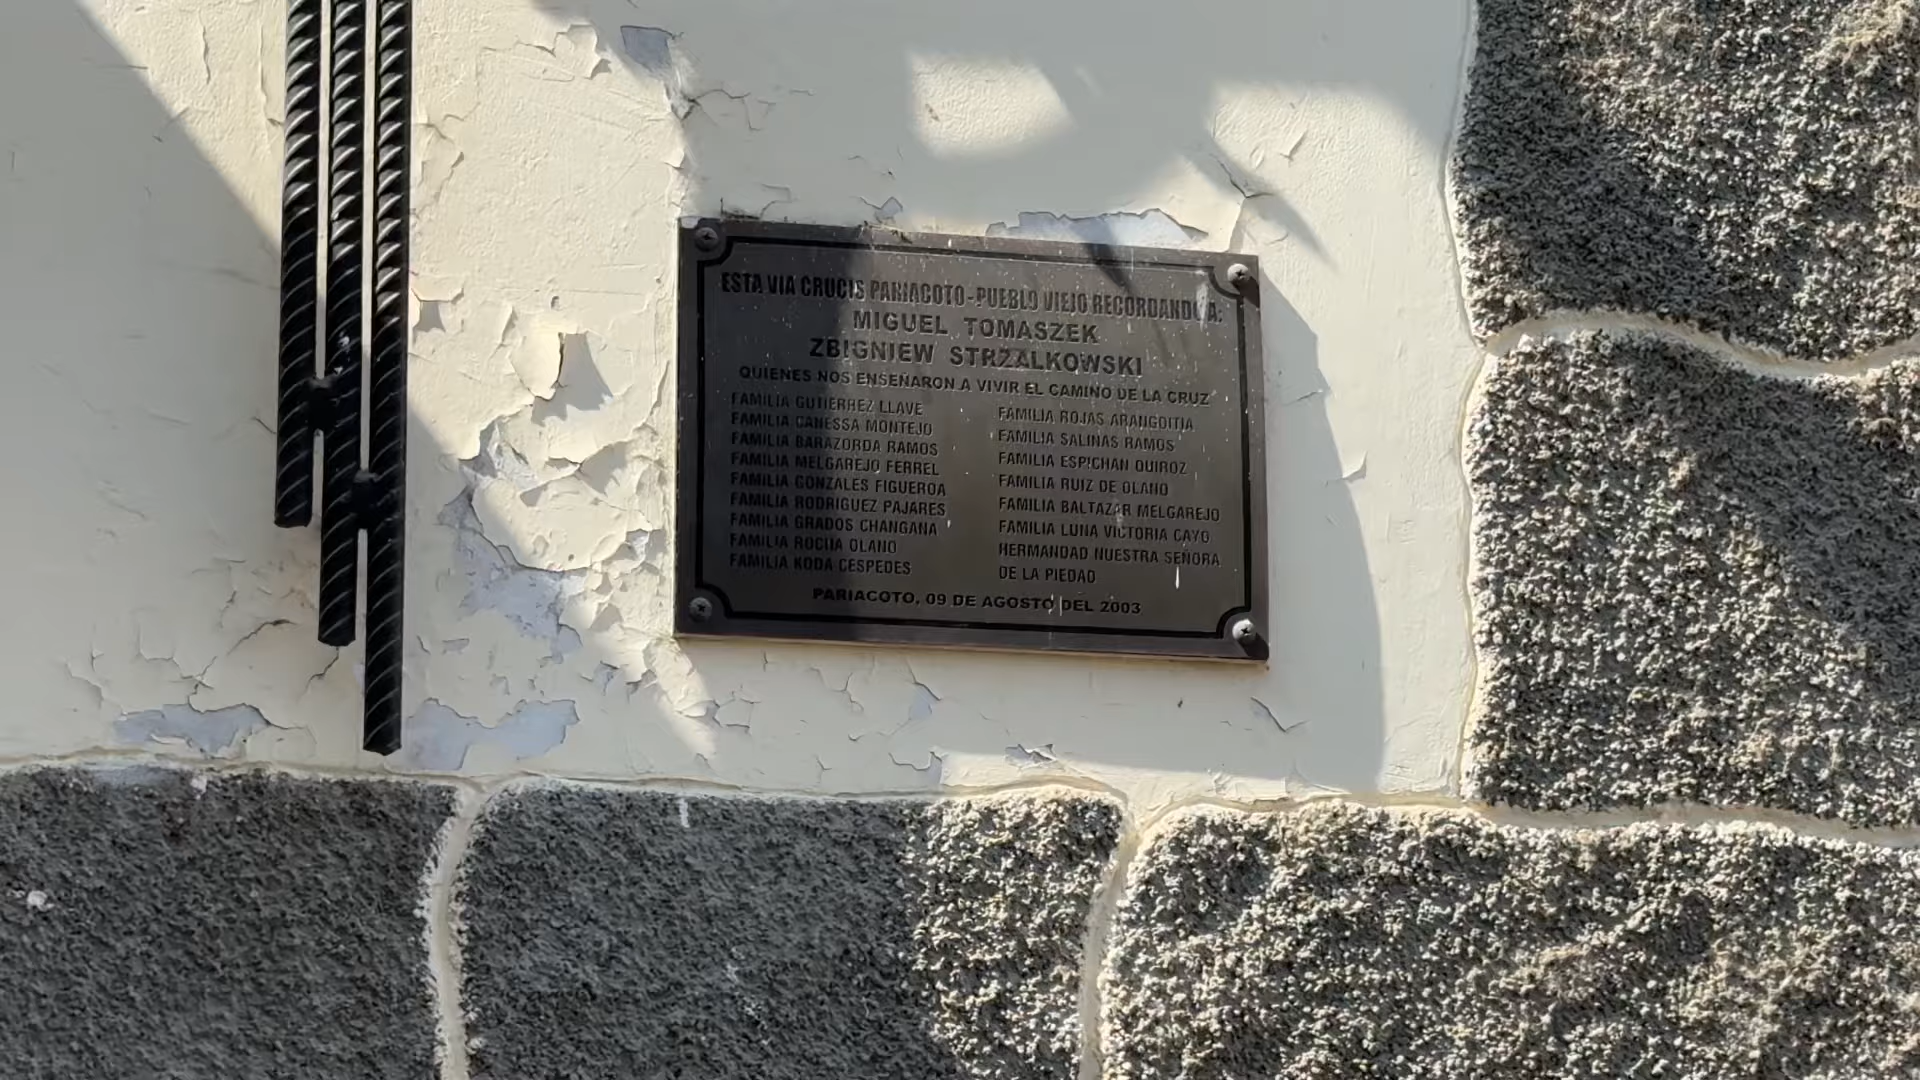 ESTA VIA CRUCIS PARIACOTO - PUEBLO VIEJO RECORDANDO A:
MIGUEL TOMASZEK
ZBIGNIEW STRZALKOWSKI
QUIENES NOS ENSEÑARON A VIVIR EL CAMINO DE LA CRUZ
FAMILIA GUTIERREZ LLAVE
FAMILIA CANESSA MONTEJO
FAMILIA BARAZORDA RAMOS
FAMILIA MELGAREJO FERREL
FAMILIA GONZALES FIGUEROA
FAMILIA RODRIGUEZ PAJARES
FAMILIA GRADOS CHANGANA
FAMILIA ROCHA OLANO
FAMILIA KODA CESPEDES
FAMILIA ROJAS ARANGOITIA
FAMILIA SALINAS RAMOS
FAMILIA ESPICHAN QUIROZ
FAMILIA RUIZ DE OLANO
FAMILIA BALTAZAR MELGAREJO
FAMILIA LUNA VICTORIA CAYO
HERMANDAD NUESTRA SEÑORA
DE LA PIEDAD
PARIACOTO, 09 DE AGOSTO DEL 2003